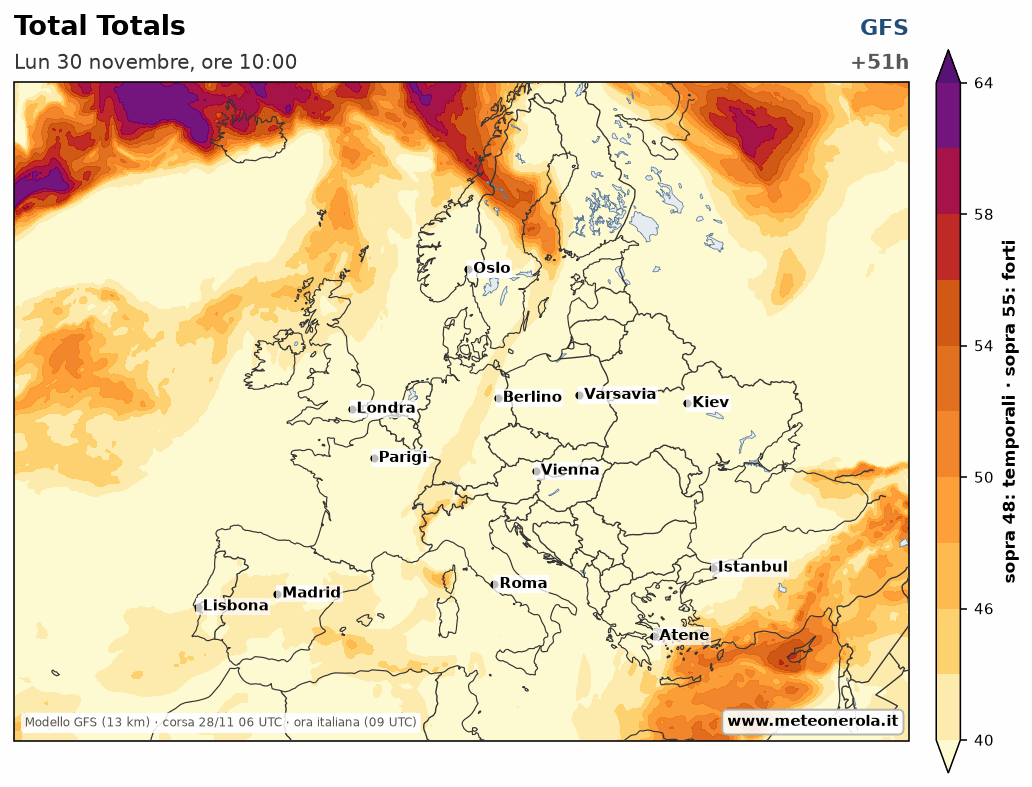 Total Totals
GFS
Lun 30 novembre, ore 10:00
+51h
64
58
54
50
46
40
sopra 48: temporali · sopra 55: forti
Oslo
Berlino
Varsavia
Kiev
Londra
Parigi
Vienna
Istanbul
Roma
Madrid
Lisbona
Atene
Modello GFS (13 km) · corsa 28/11 06 UTC · ora italiana (09 UTC)
www.meteonerola.it